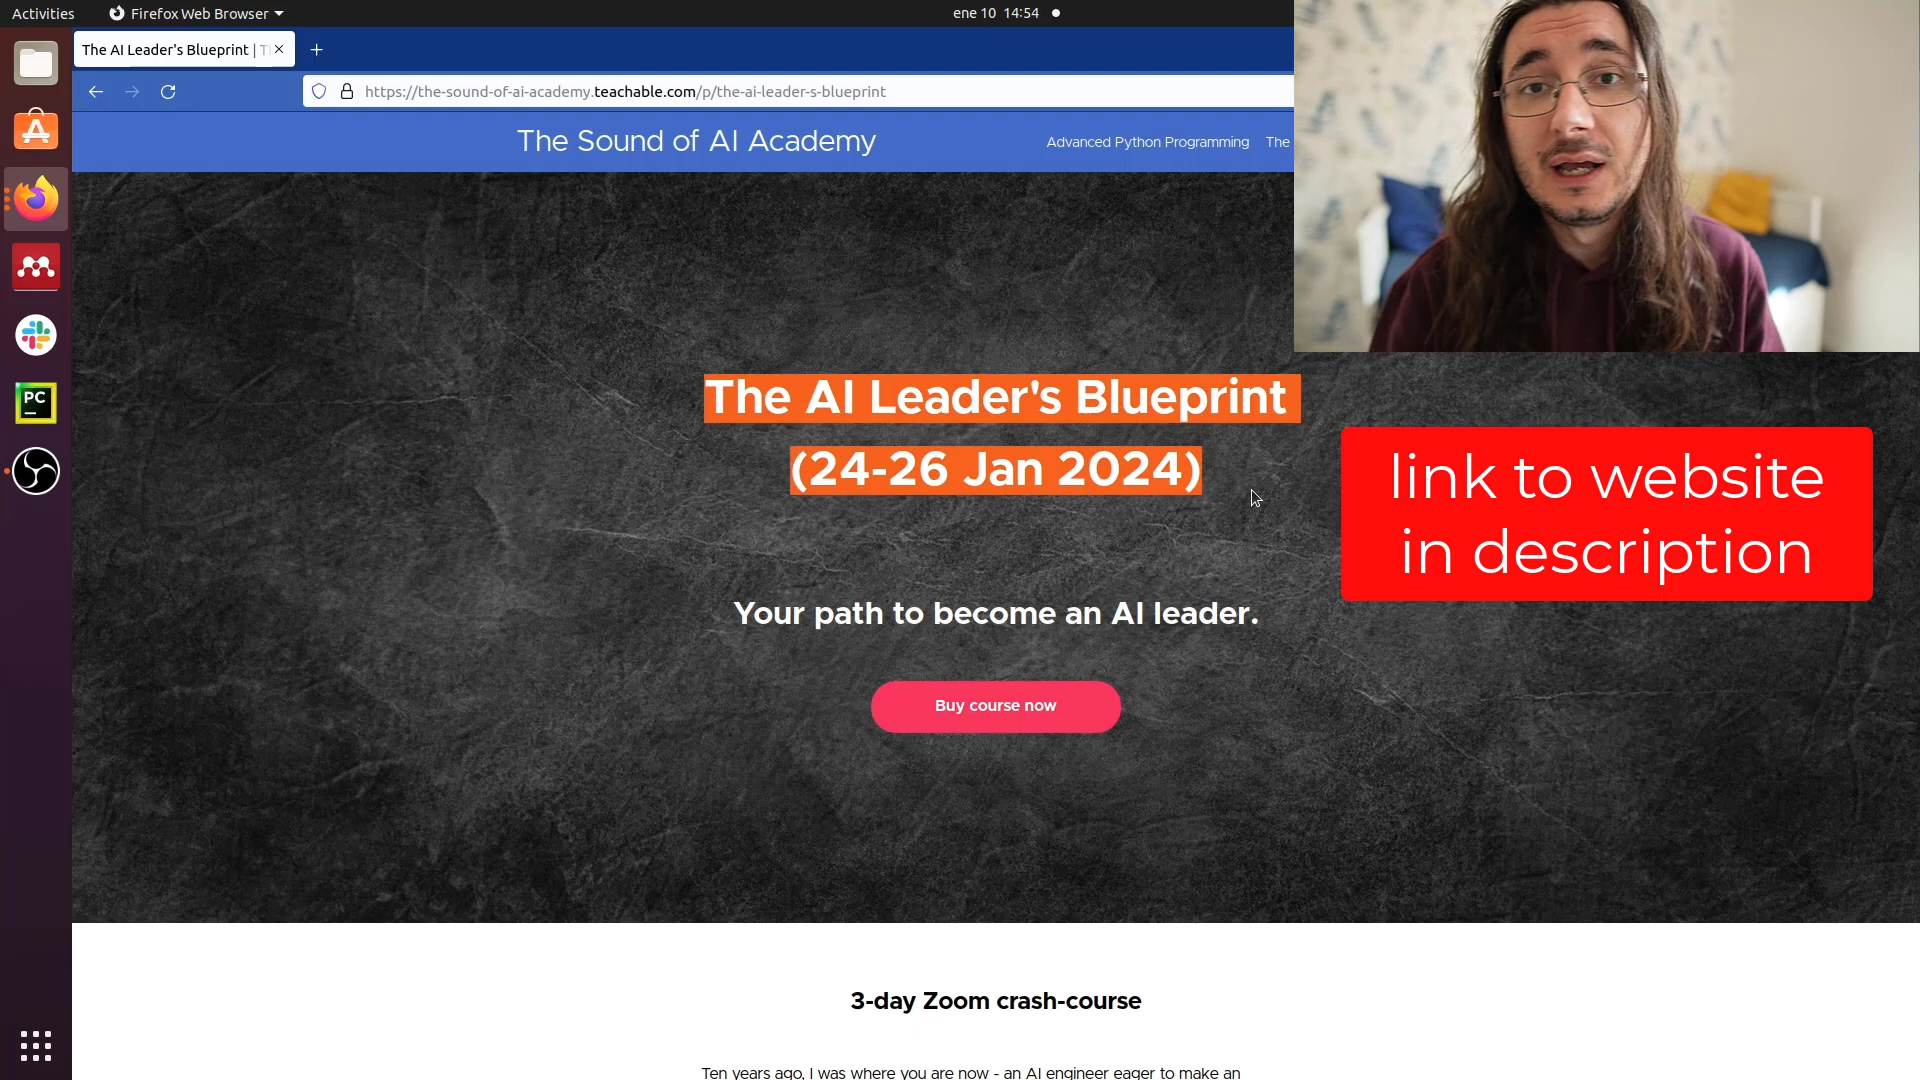 Activities
Firefox Web Browser
ene 10 14:54
The AI Leader's Blueprint | T
https://the-sound-of-ai-academy.teachable.com/p/the-ai-leader-s-blueprint
The Sound of AI Academy
Advanced Python Programming
The
The AI Leader's Blueprint
(24-26 Jan 2024)
link to website
in description
PC
Your path to become an AI leader.
Buy course now
3-day Zoom crash-course
Ten years ago, I was where you are now - an AI engineer eager to make an